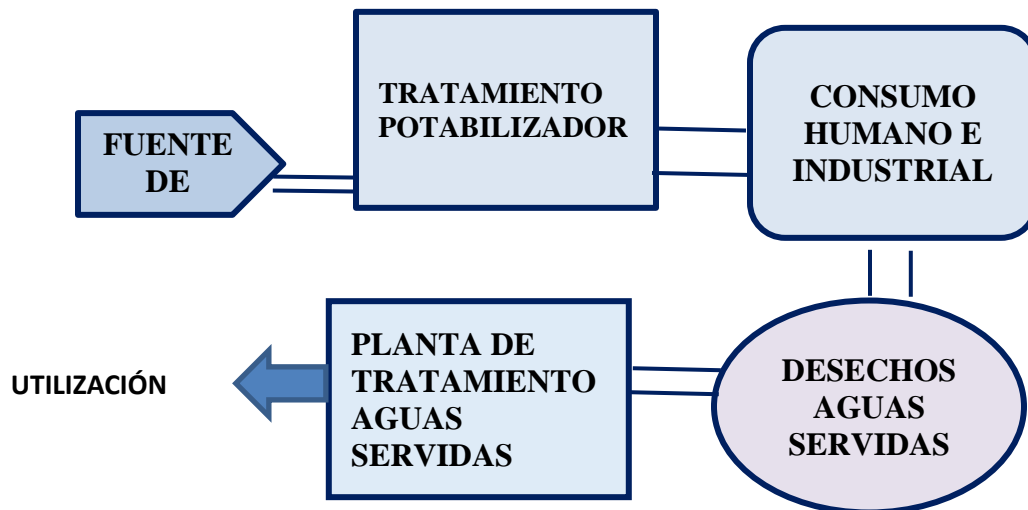 FUENTE
DE
TRATAMIENTO
POTABILIZADOR
CONSUMO
HUMANO E
INDUSTRIAL
DESECHOS
AGUAS
SERVIDAS
PLANTA DE
TRATAMIENTO
AGUAS
SERVIDAS
UTILIZACIÓN